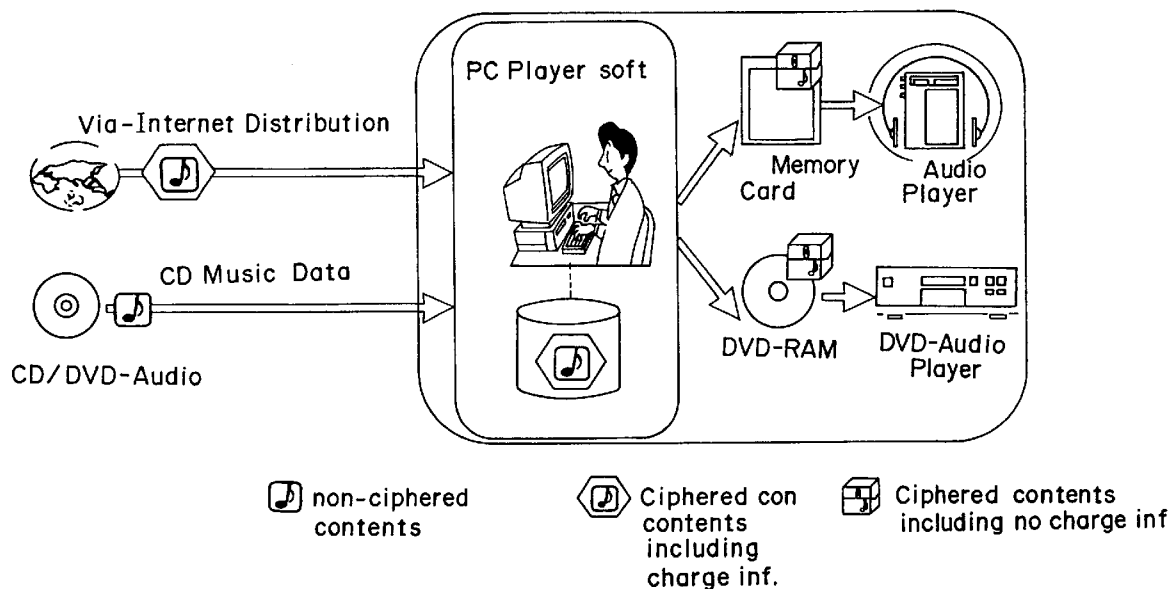 PC Player soft
Via-Internet Distribution
Memory
Card
Audio
Player
CD Music Data
CD/DVD-Audio
DVD-RAM
DVD-Audio
Player
non-ciphered
contents
Ciphered con
contents
including
charge inf.
Ciphered contents
including no charge inf